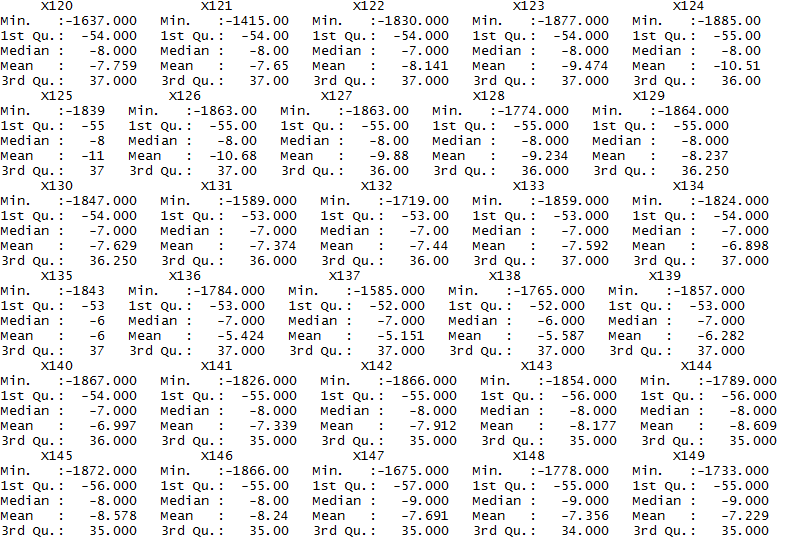 X120 X121 X122 X123 X124
Min. :-1637.000 Min. :-1415.00 Min. :-1830.000 Min. :-1877.000 Min. :-1885.00
1st Qu.: -54.000 1st Qu.: -54.00 1st Qu.: -54.000 1st Qu.: -54.000 1st Qu.: -55.00
Median : -8.000 Median : -8.00 Median : -7.000 Median : -8.000 Median : -8.00
Mean : -7.759 Mean : -7.65 Mean : -8.141 Mean : -9.474 Mean : -10.51
3rd Qu.: 37.000 3rd Qu.: 37.00 3rd Qu.: 37.000 3rd Qu.: 37.000 3rd Qu.: 36.00
X125 X126 X127 X128 X129
Min. :-1839 Min. :-1863.00 Min. :-1863.00 Min. :-1774.000 Min. :-1864.000
1st Qu.: -55 1st Qu.: -55.00 1st Qu.: -55.00 1st Qu.: -55.000 1st Qu.: -55.000
Median : -8 Median : -8.00 Median : -8.00 Median : -8.000 Median : -8.000
Mean : -11 Mean : -10.68 Mean : -9.88 Mean : -9.234 Mean : -8.237
3rd Qu.: 37 3rd Qu.: 37.00 3rd Qu.: 36.00 3rd Qu.: 36.000 3rd Qu.: 36.250
X130 X131 X132 X133 X134
Min. :-1847.000 Min. :-1589.000 Min. :-1719.00 Min. :-1859.000 Min. :-1824.000
1st Qu.: -54.000 1st Qu.: -53.000 1st Qu.: -53.00 1st Qu.: -53.000 1st Qu.: -54.000
Median : -7.000 Median : -7.000 Median : -7.00 Median : -7.000 Median : -7.000
Mean : -7.629 Mean : -7.374 Mean : -7.44 Mean : -7.592 Mean : -6.898
3rd Qu.: 36.250 3rd Qu.: 36.000 3rd Qu.: 36.00 3rd Qu.: 37.000 3rd Qu.: 37.000
X135 X136 X137 X138 X139
Min. :-1843 Min. :-1784.000 Min. :-1585.000 Min. :-1765.000 Min. :-1857.000
1st Qu.: -53 1st Qu.: -53.000 1st Qu.: -52.000 1st Qu.: -52.000 1st Qu.: -53.000
Median : -6 Median : -7.000 Median : -7.000 Median : -6.000 Median : -7.000
Mean : -6 Mean : -5.424 Mean : -5.151 Mean : -5.587 Mean : -6.282
3rd Qu.: 37 3rd Qu.: 37.000 3rd Qu.: 37.000 3rd Qu.: 37.000 3rd Qu.: 37.000
X140 X141 X142 X143 X144
Min. :-1867.000 Min. :-1826.000 Min. :-1866.000 Min. :-1854.000 Min. :-1789.000
1st Qu.: -54.000 1st Qu.: -55.000 1st Qu.: -55.000 1st Qu.: -56.000 1st Qu.: -56.000
Median : -7.000 Median : -8.000 Median : -8.000 Median : -8.000 Median : -8.000
Mean : -6.997 Mean : -7.339 Mean : -7.912 Mean : -8.177 Mean : -8.609
3rd Qu.: 36.000 3rd Qu.: 35.000 3rd Qu.: 35.000 3rd Qu.: 35.000 3rd Qu.: 35.000
X145 X146 X147 X148 X149
Min. :-1872.000 Min. :-1866.00 Min. :-1675.000 Min. :-1778.000 Min. :-1733.000
1st Qu.: -56.000 1st Qu.: -55.00 1st Qu.: -57.000 1st Qu.: -55.000 1st Qu.: -55.000
Median : -8.000 Median : -8.00 Median : -9.000 Median : -9.000 Median : -9.000
Mean : -8.578 Mean : -8.24 Mean : -7.691 Mean : -7.356 Mean : -7.229
3rd Qu.: 35.000 3rd Qu.: 35.00 3rd Qu.: 35.000 3rd Qu.: 34.000 3rd Qu.: 35.000